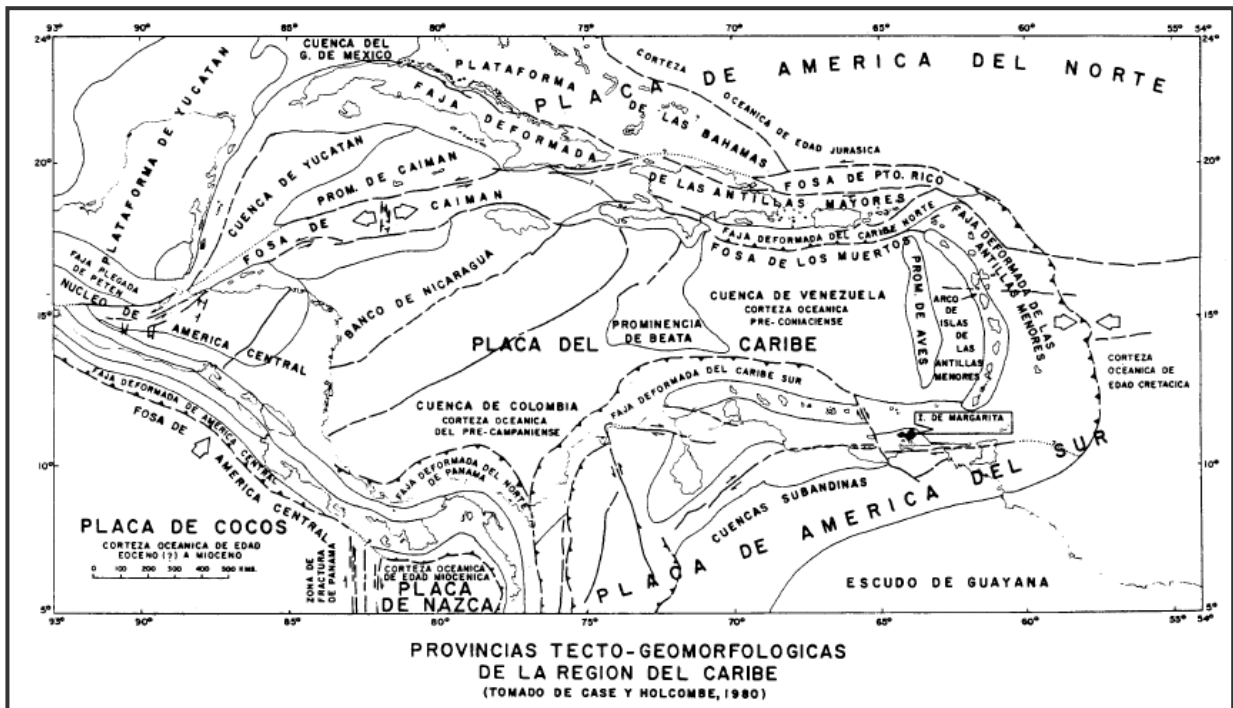 93° 90° 85° 80° 75° 70° 65° 60° 55° 54°
24°
24°
20°
20°
15°
15°
10°
10°
5°
5°
CUENCA DEL
G. DE MEXICO
PLATAFORMA DE YUCATAN
PLATAFORMA
DE LAS BAHAMAS
CORTEZA
OCEANICA DE EDAD JURASICA
PLACA DE AMERICA DEL NORTE
FAJA DEFORMADA
DE LAS ANTILLAS MAYORES
CUENCA DE YUCATAN
PROM. DE CAIMAN
FOSA DE CAIMAN
FOSA DE PTO. RICO
FAJA DEFORMADA DEL CARIBE NORTE
FOSA DE LOS MUERTOS
FAJA DEFORMADA DE LAS
ANTILLAS MENORES
FAJA PLEGADA
DE PETEN
NUCLEO
DE AMERICA CENTRAL
BANCO DE NICARAGUA
CUENCA DE VENEZUELA
CORTEZA OCEANICA
PRE-CONIACIENSE
PROMINENCIA
DE BEATA
PROM. DE AVES
ARCO
DE
ISLAS
DE
LAS
ANTILLAS
MENORES
PLACA DEL CARIBE
CORTEZA
OCEANICA DE
EDAD CRETACICA
FAJA DEFORMADA DE AMERICA CENTRAL
FOSA DE AMERICA CENTRAL
CUENCA DE COLOMBIA
CORTEZA OCEANICA
DEL PRE-CAMPANIENSE
FAJA DEFORMADA DEL CARIBE SUR
I. DE MARGARITA
FAJA DEFORMADA DEL NORTE
DE PANAMA
CUENCAS SUBANDINAS
PLACA DE AMERICA DEL SUR
PLACA DE COCOS
CORTEZA OCEANICA DE EDAD
EOCENO (?) A MIOCENO
0 100 200 300 400 500 KMS.
ZONA DE
FRACTURA
DE PANAMA
CORTEZA OCEANICA
DE EDAD MIOCENICA
PLACA
DE NAZCA
ESCUDO DE GUAYANA
93° 90° 85° 80° 75° 70° 65° 60° 55° 54°
PROVINCIAS TECTO-GEOMORFOLOGICAS
DE LA REGION DEL CARIBE
(TOMADO DE CASE Y HOLCOMBE, 1980)